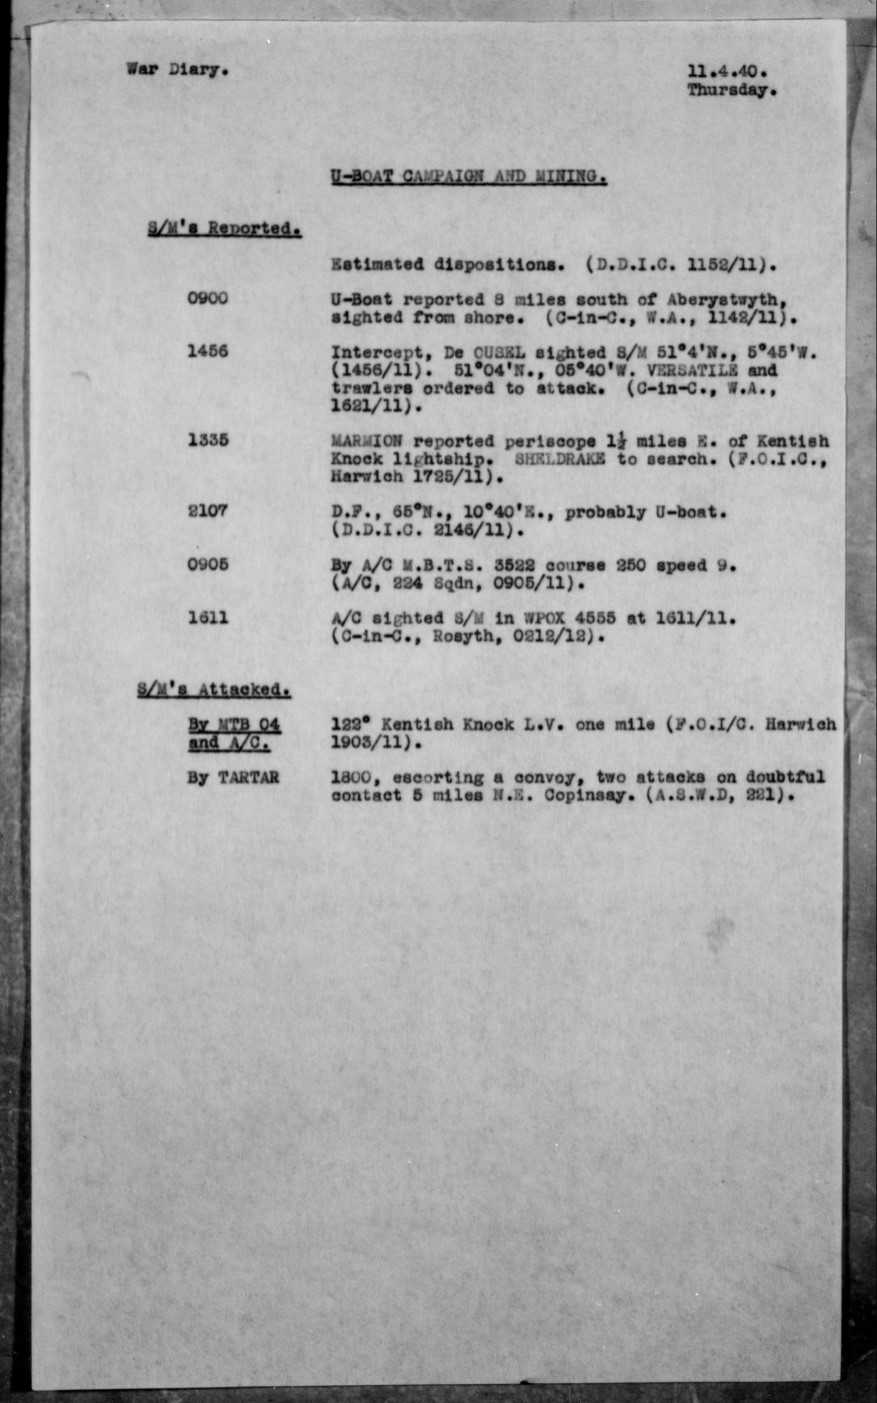 War Diary.
11.4.40.
Thursday.
U-BOAT CAMPAIGN AND MINING.
S/M's Reported.
Estimated dispositions. (D.D.I.C. 1152/11).
0900 U-Boat reported 8 miles south of Aberystwyth,
sighted from shore. (C-in-C., W.A., 1142/11).
1456 Intercept, De CUSEL sighted S/M 51°4'N., 5°45'W.
(1456/11). 51°04'N., 05°40'W. VERSATILE and
trawlers ordered to attack. (C-in-C., W.A.,
1621/11).
1335 MARMION reported periscope 1½ miles E. of Kentish
Knock lightship. SHELDRAKE to search. (F.O.I.C.,
Harwich 1725/11).
2107 D.F., 65°N., 10°40'E., probably U-boat.
(D.D.I.C. 2146/11).
0905 By A/C M.B.T.S. 3522 course 250 speed 9.
(A/C, 224 Sqdn, 0905/11).
1611 A/C sighted S/M in WPOX 4555 at 1611/11.
(C-in-C., Rosyth, 0212/12).
S/M's Attacked.
By MTB 04 122° Kentish Knock L.V. one mile (F.O.I/C. Harwich
and A/C. 1903/11).
By TARTAR 1800, escorting a convoy, two attacks on doubtful
contact 5 miles N.E. Copinsay. (A.S.W.D, 221).